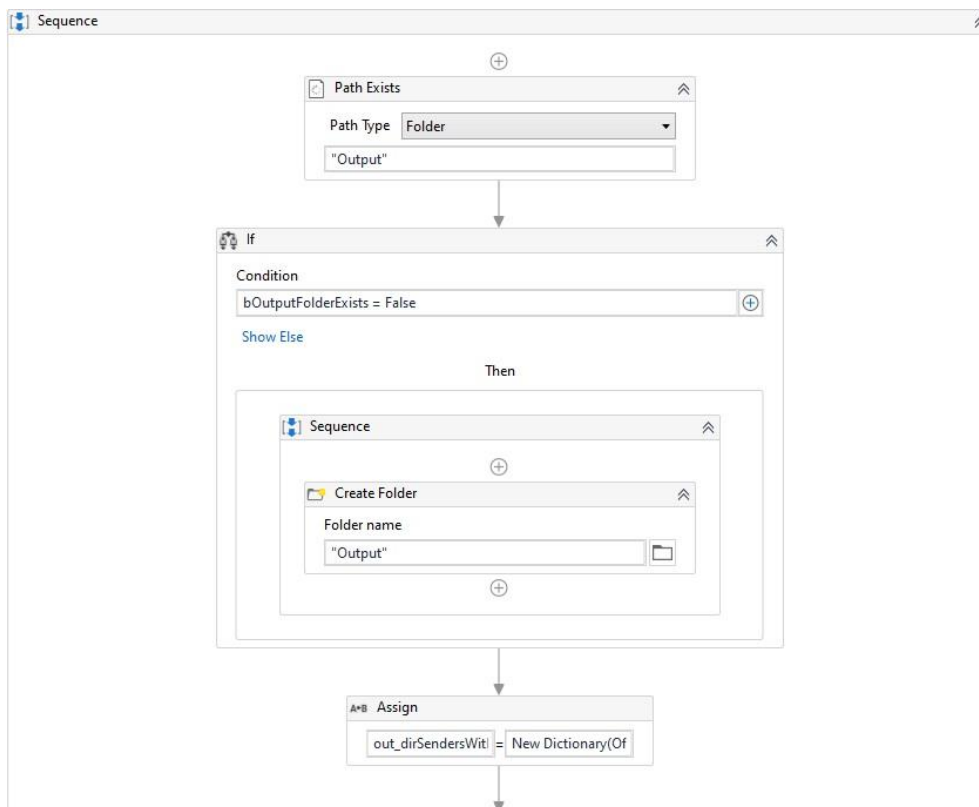 Sequence
Path Exists
Path Type Folder
"Output"
If
Condition
bOutputFolderExists = False
Show Else
Then
Sequence
Create Folder
Folder name
"Output"
A+B Assign
out_dirSendersWitl = New Dictionary(Of